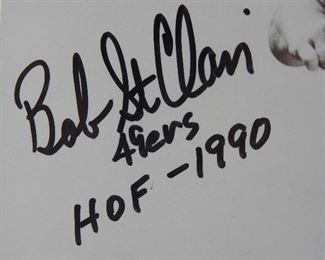 Bob St Clair
49ers
HOF - 1990